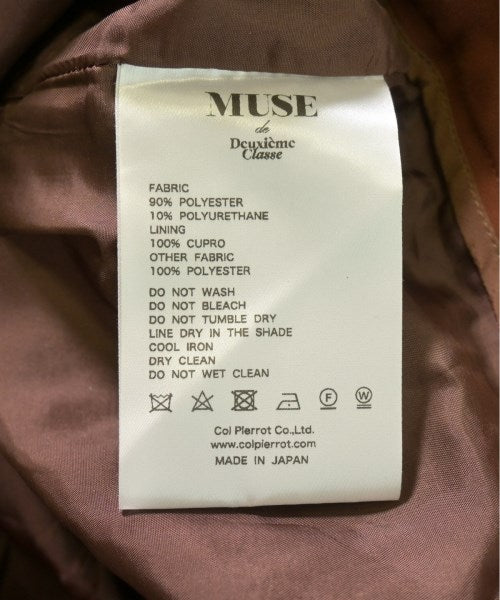 MUSE
de
Deuxième
Classe
FABRIC
90% POLYESTER
10% POLYURETHANE
LINING
100% CUPRO
OTHER FABRIC
100% POLYESTER
DO NOT WASH
DO NOT BLEACH
DO NOT TUMBLE DRY
LINE DRY IN THE SHADE
COOL IRON
DRY CLEAN
DO NOT WET CLEAN
F W
Col Pierrot Co.,Ltd.
www.colpierrot.com
MADE IN JAPAN